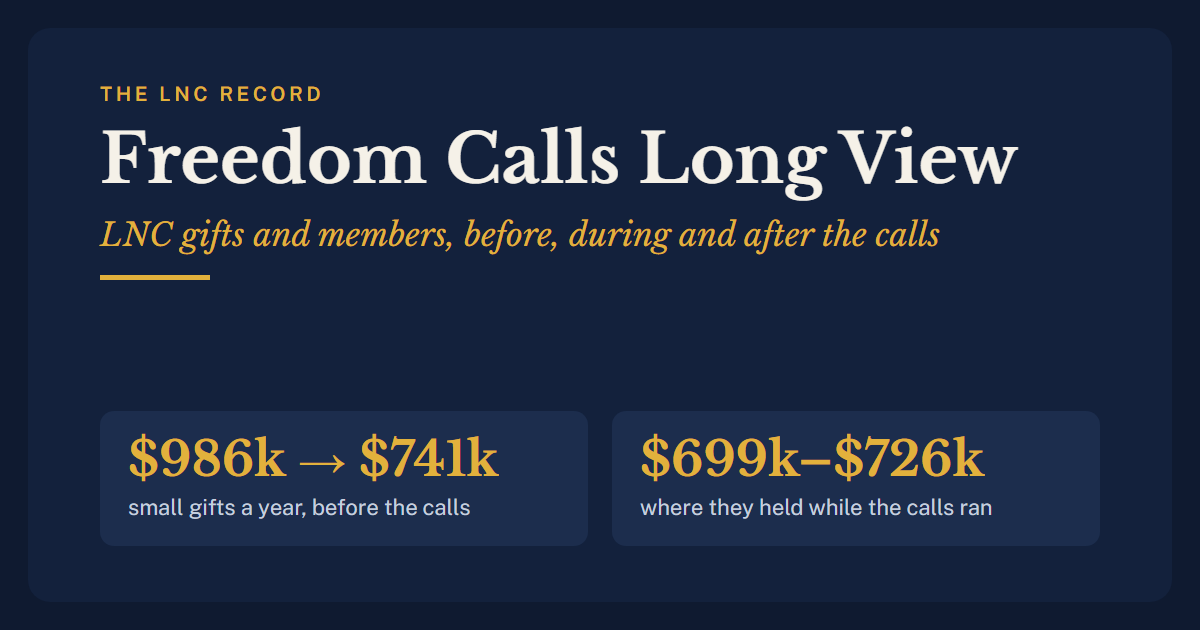 THE LNC RECORD
Freedom Calls Long View
LNC gifts and members, before, during and after the calls
$986k → $741k
small gifts a year, before the calls
$699k–$726k
where they held while the calls ran